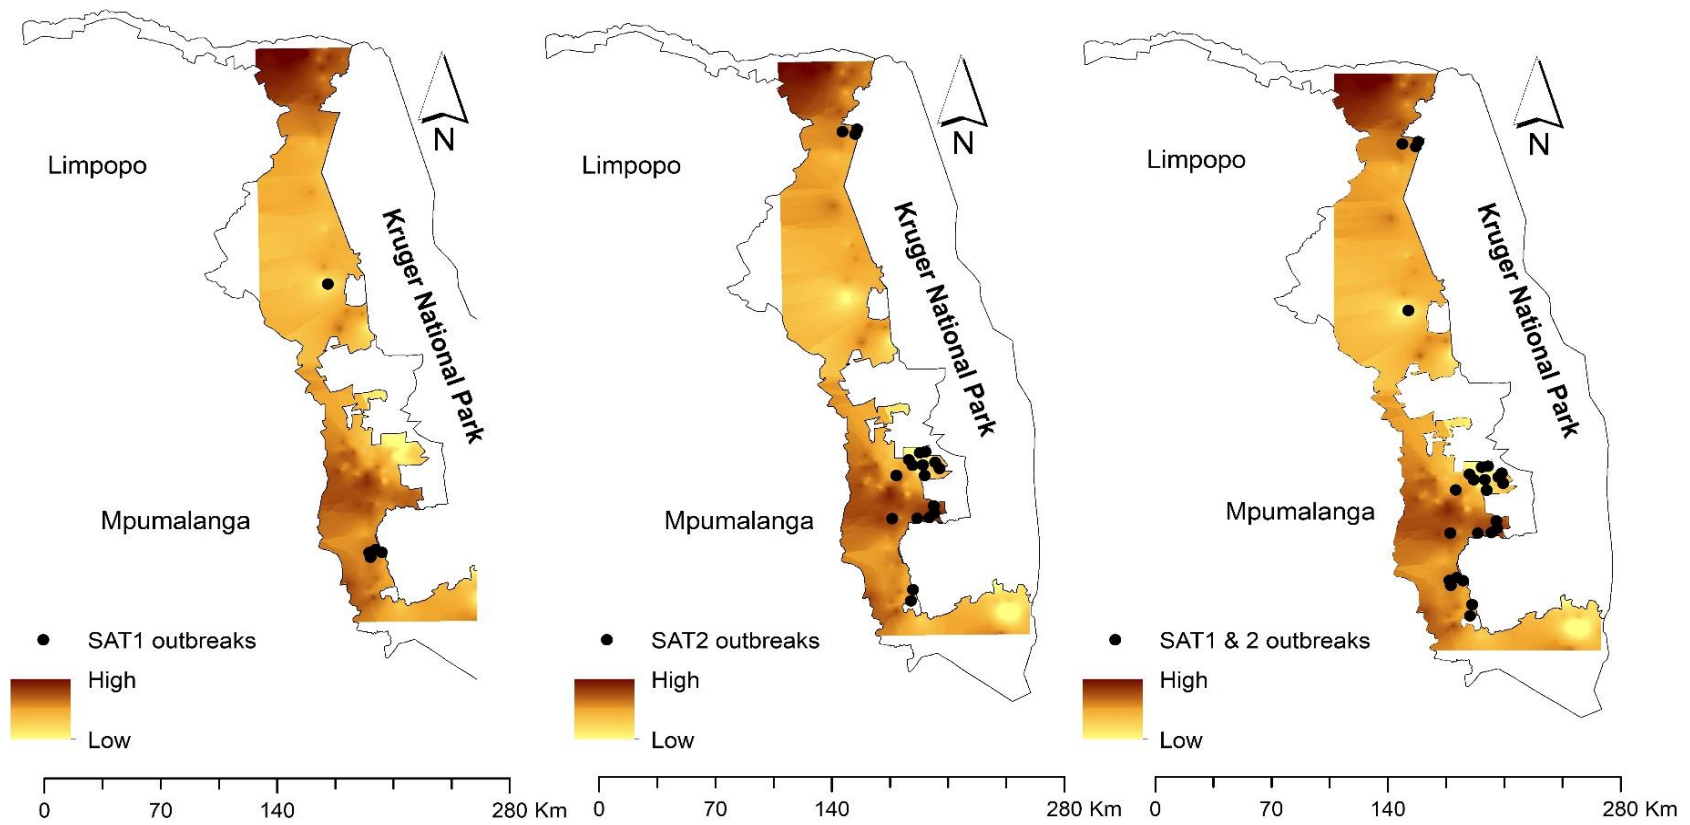 N
Limpopo
Kruger National Park
Mpumalanga
SAT1 outbreaks
High
Low
0 70 140 280 Km
N
Limpopo
Kruger National Park
Mpumalanga
SAT2 outbreaks
High
Low
0 70 140 280 Km
N
Limpopo
Kruger National Park
Mpumalanga
SAT1 & 2 outbreaks
High
Low
0 70 140 280 Km